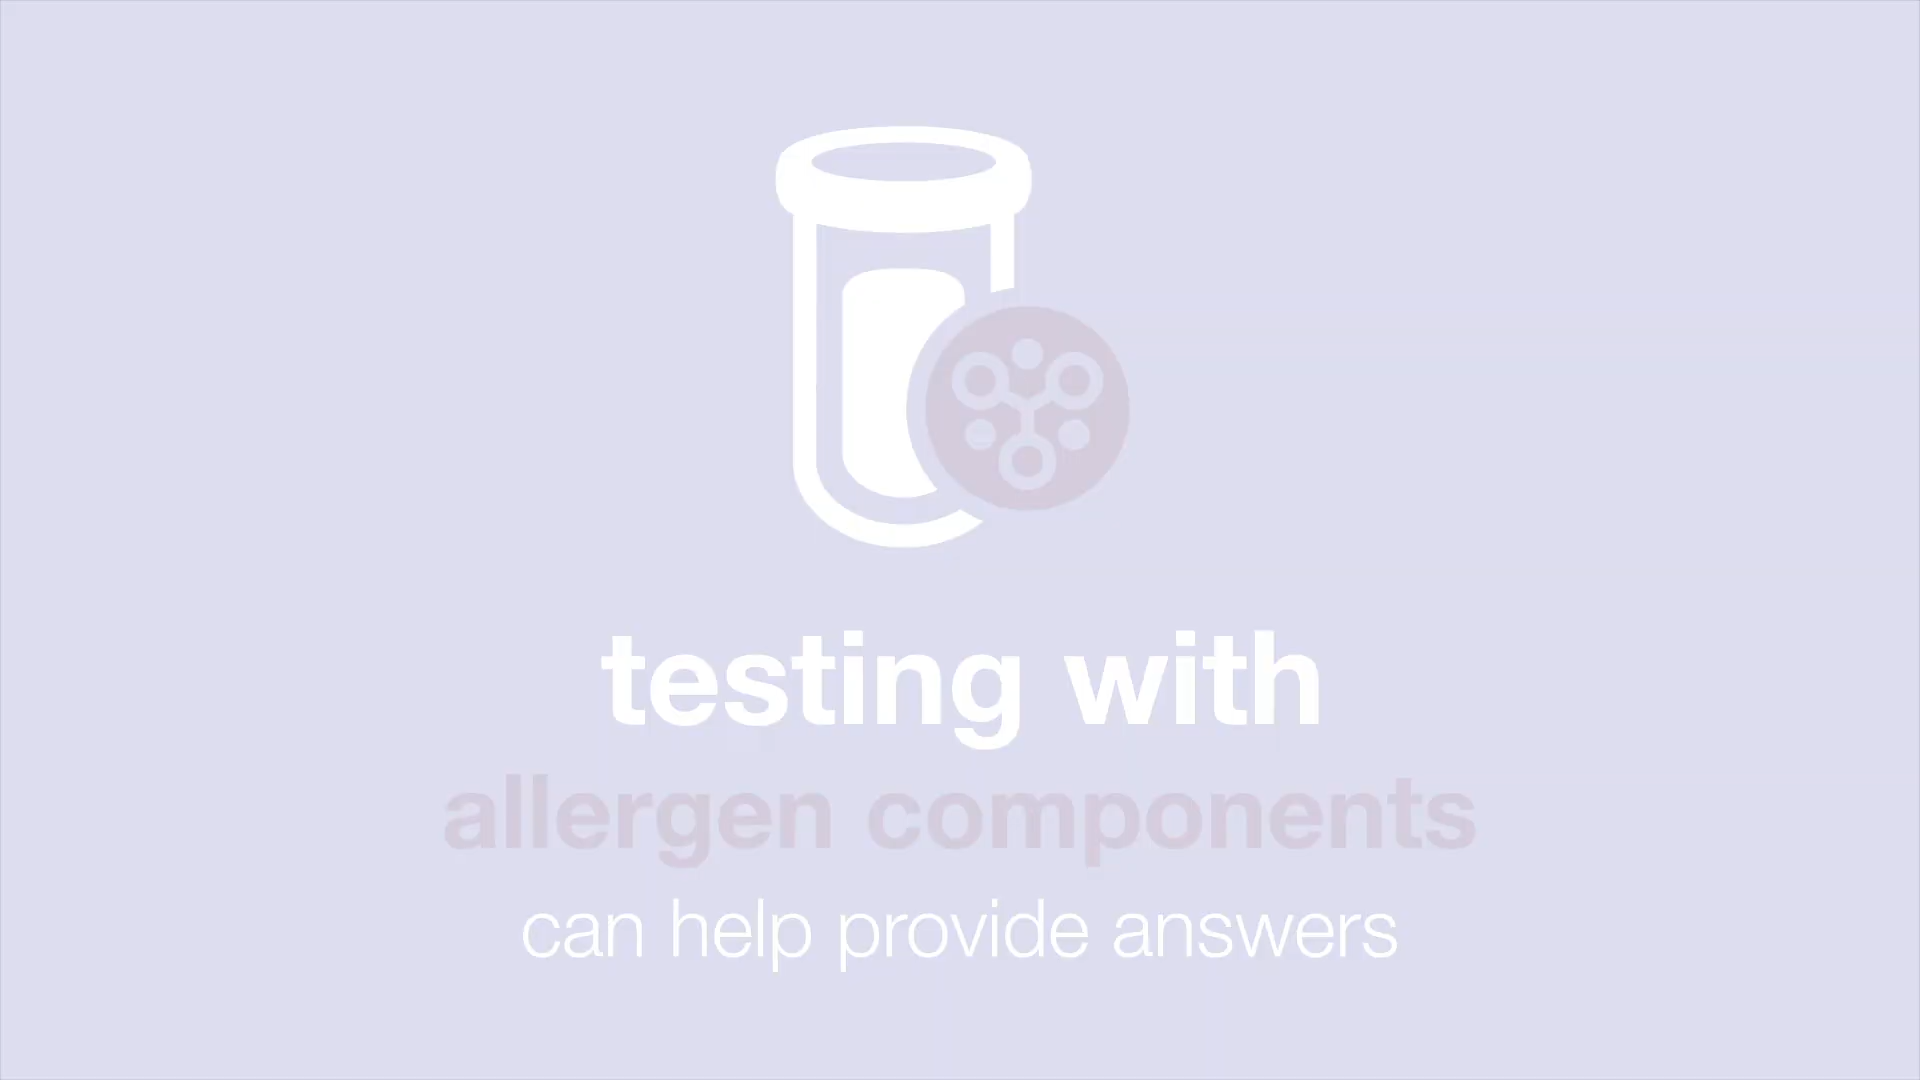 testing with
allergen components
can help provide answers